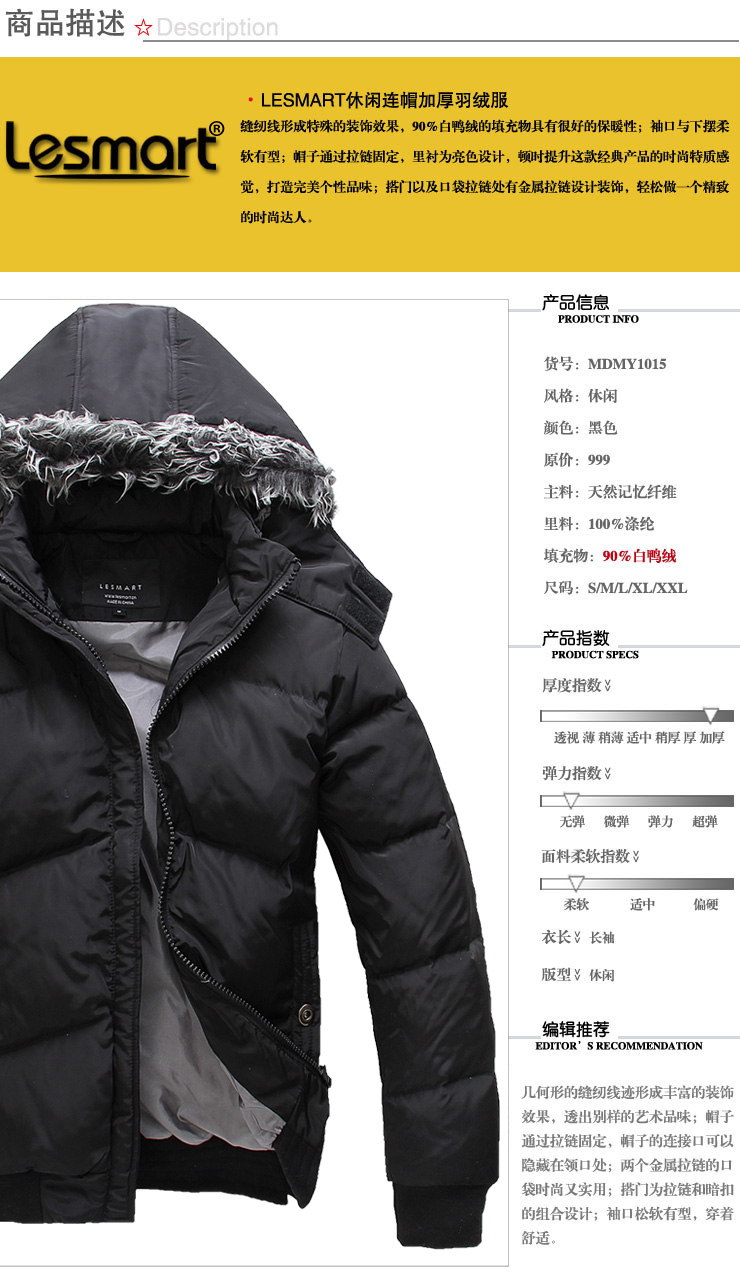 商品描述 ☆ Description
Lesmart®
• LESMART休闲连帽加厚羽绒服
缝纫线形成特殊的装饰效果，90%白鸭绒的填充物具有很好的保暖性；袖口与下摆柔
软有型；帽子通过拉链固定，里衬为亮色设计，顿时提升这款经典产品的时尚特质感
觉，打造完美个性品味；搭门以及口袋拉链处有金属拉链设计装饰，轻松做一个精致
的时尚达人。
LESMART
www.lesmart.cn
MADE IN CHINA
产品信息
PRODUCT INFO
货号：MDMY1015
风格：休闲
颜色：黑色
原价：999
主料：天然记忆纤维
里料：100%涤纶
填充物：90%白鸭绒
尺码：S/M/L/XL/XXL
产品指数
PRODUCT SPECS
厚度指数
透视 薄 稍薄 适中 稍厚 厚 加厚
弹力指数
无弹 微弹 弹力 超弹
面料柔软指数
柔软 适中 偏硬
衣长 长袖
版型 休闲
编辑推荐
EDITOR'S RECOMMENDATION
几何形的缝纫线迹形成丰富的装饰
效果，透出别样的艺术品味；帽子
通过拉链固定，帽子的连接口可以
隐藏在领口处；两个金属拉链的口
袋时尚又实用；搭门为拉链和暗扣
的组合设计；袖口松软有型，穿着
舒适。